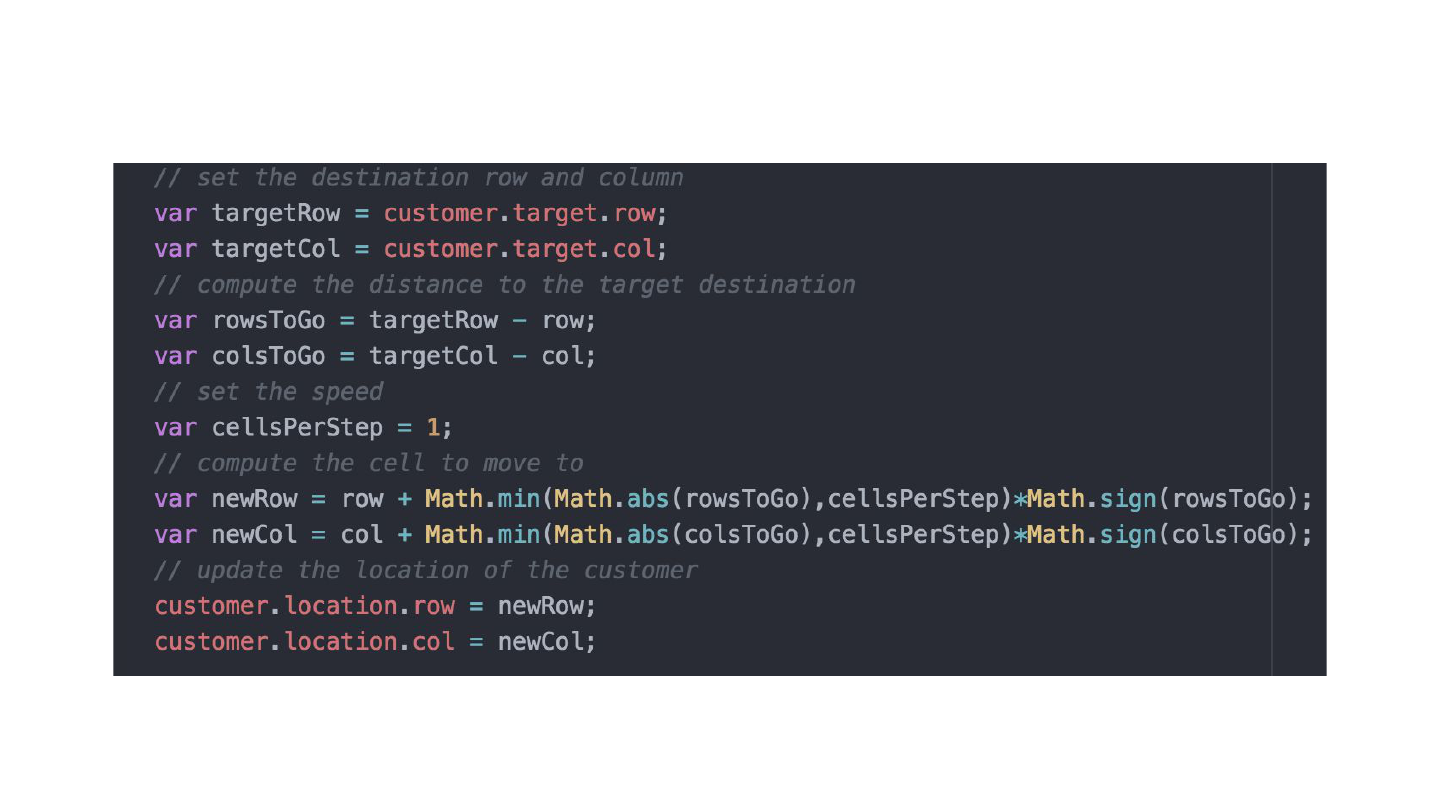 // set the destination row and column
var targetRow = customer.target.row;
var targetCol = customer.target.col;
// compute the distance to the target destination
var rowsToGo = targetRow - row;
var colsToGo = targetCol - col;
// set the speed
var cellsPerStep = 1;
// compute the cell to move to
var newRow = row + Math.min(Math.abs(rowsToGo),cellsPerStep)*Math.sign(rowsToGo);
var newCol = col + Math.min(Math.abs(colsToGo),cellsPerStep)*Math.sign(colsToGo);
// update the location of the customer
customer.location.row = newRow;
customer.location.col = newCol;